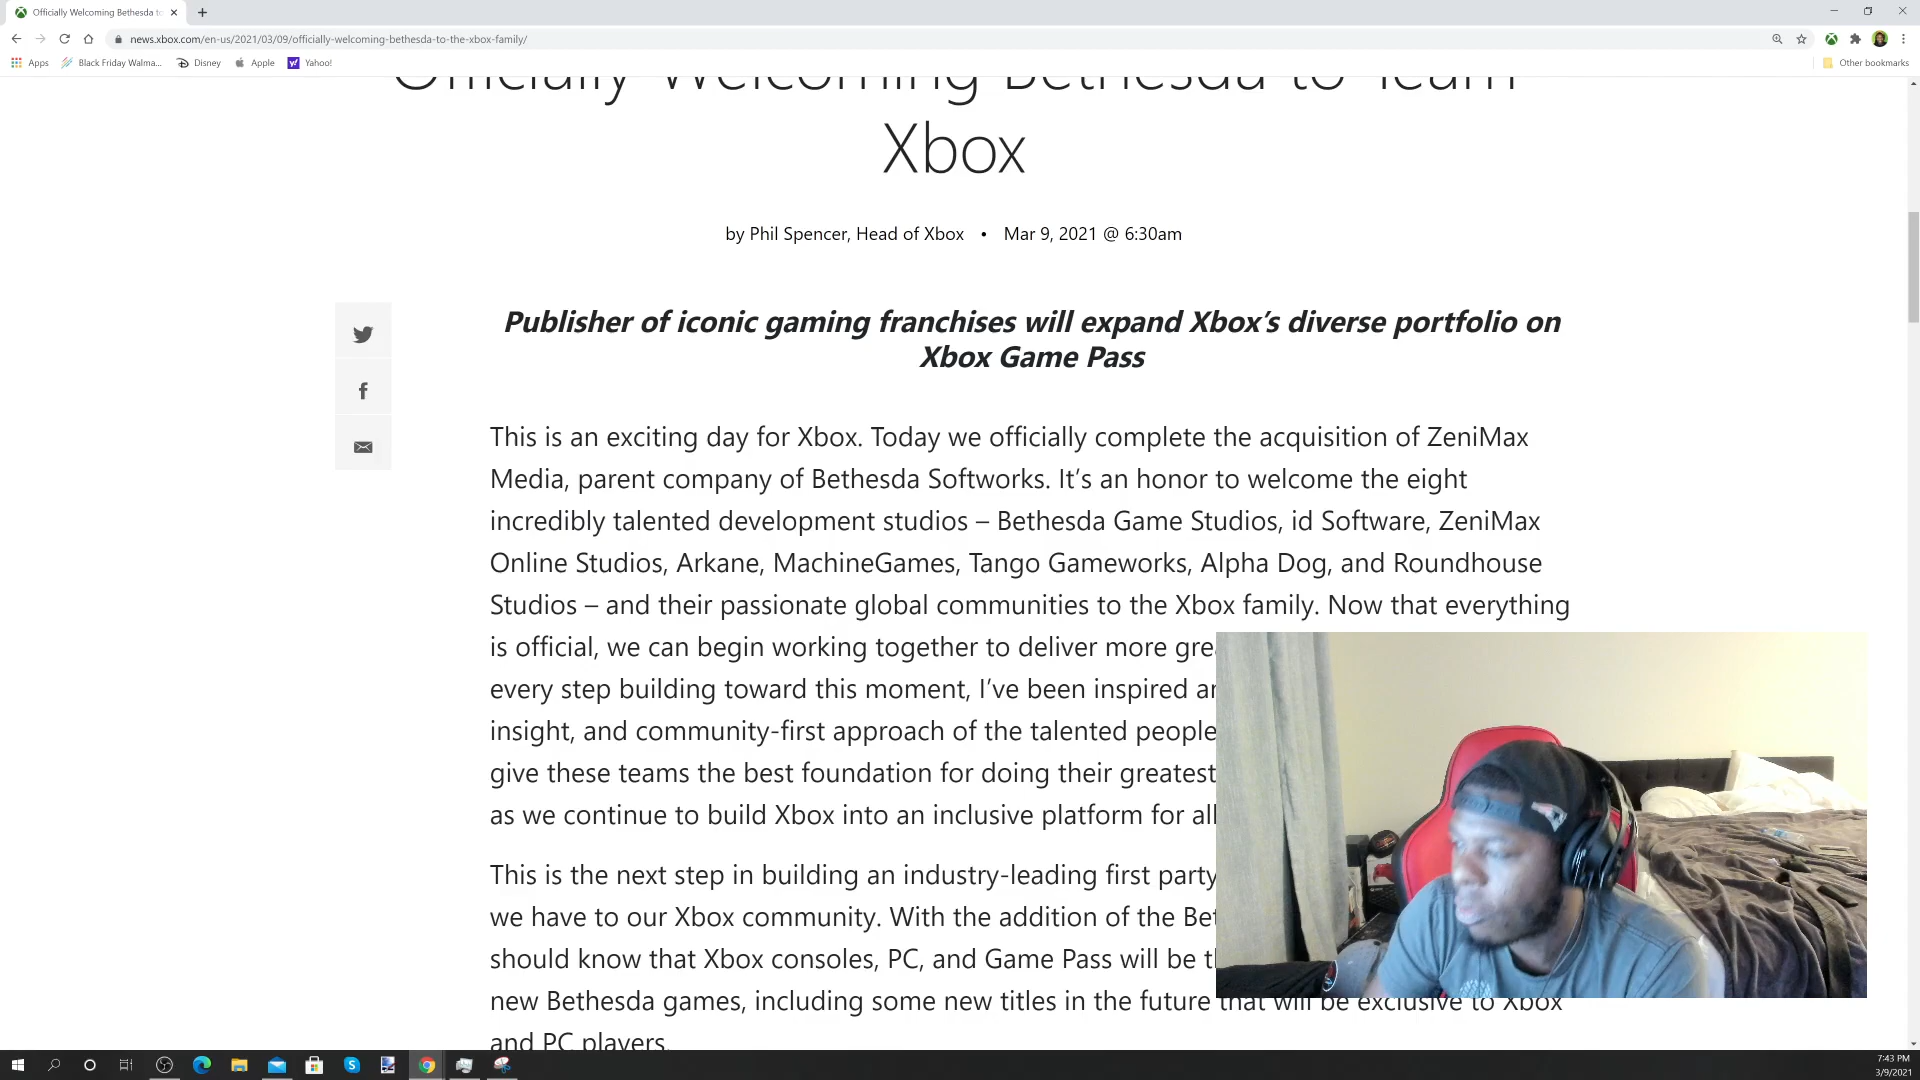 Officially Welcoming Bethesda to
news.xbox.com/en-us/2021/03/09/officially-welcoming-bethesda-to-the-xbox-family/
Apps
Black Friday Walma...
Disney
Apple
Yahoo!
Other bookmarks
Officially Welcoming Bethesda to Team
Xbox
by Phil Spencer, Head of Xbox • Mar 9, 2021 @ 6:30am
Publisher of iconic gaming franchises will expand Xbox’s diverse portfolio on
Xbox Game Pass
This is an exciting day for Xbox. Today we officially complete the acquisition of ZeniMax
Media, parent company of Bethesda Softworks. It’s an honor to welcome the eight
incredibly talented development studios – Bethesda Game Studios, id Software, ZeniMax
Online Studios, Arkane, MachineGames, Tango Gameworks, Alpha Dog, and Roundhouse
Studios – and their passionate global communities to the Xbox family. Now that everything
is official, we can begin working together to deliver more grea
every step building toward this moment, I’ve been inspired
insight, and community-first approach of the talented people
give these teams the best foundation for doing their greatest
as we continue to build Xbox into an inclusive platform for all
This is the next step in building an industry-leading first party
we have to our Xbox community. With the addition of the Bet
should know that Xbox consoles, PC, and Game Pass will be
new Bethesda games, including some new titles in the future that will be exclusive to Xbox
and PC players.
7:43 PM
3/9/2021